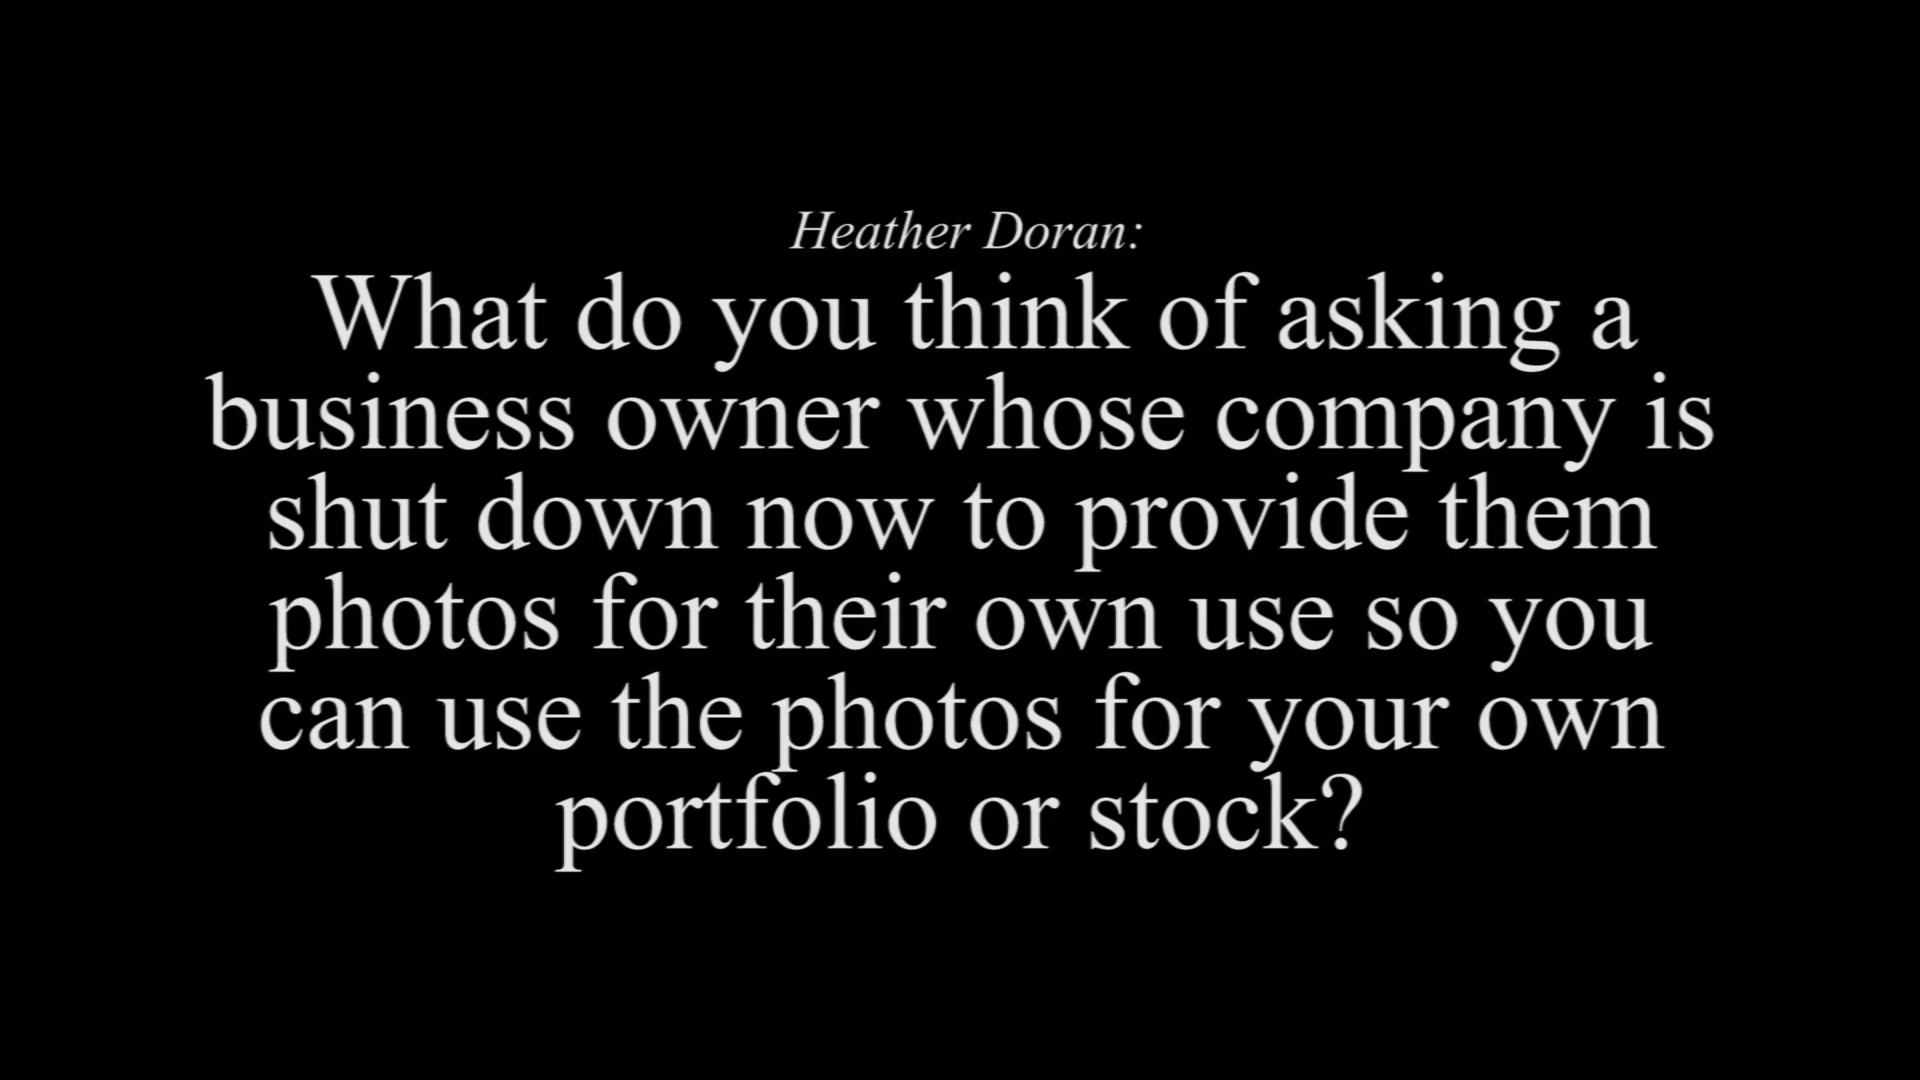 Heather Doran:
What do you think of asking a
business owner whose company is
shut down now to provide them
photos for their own use so you
can use the photos for your own
portfolio or stock?